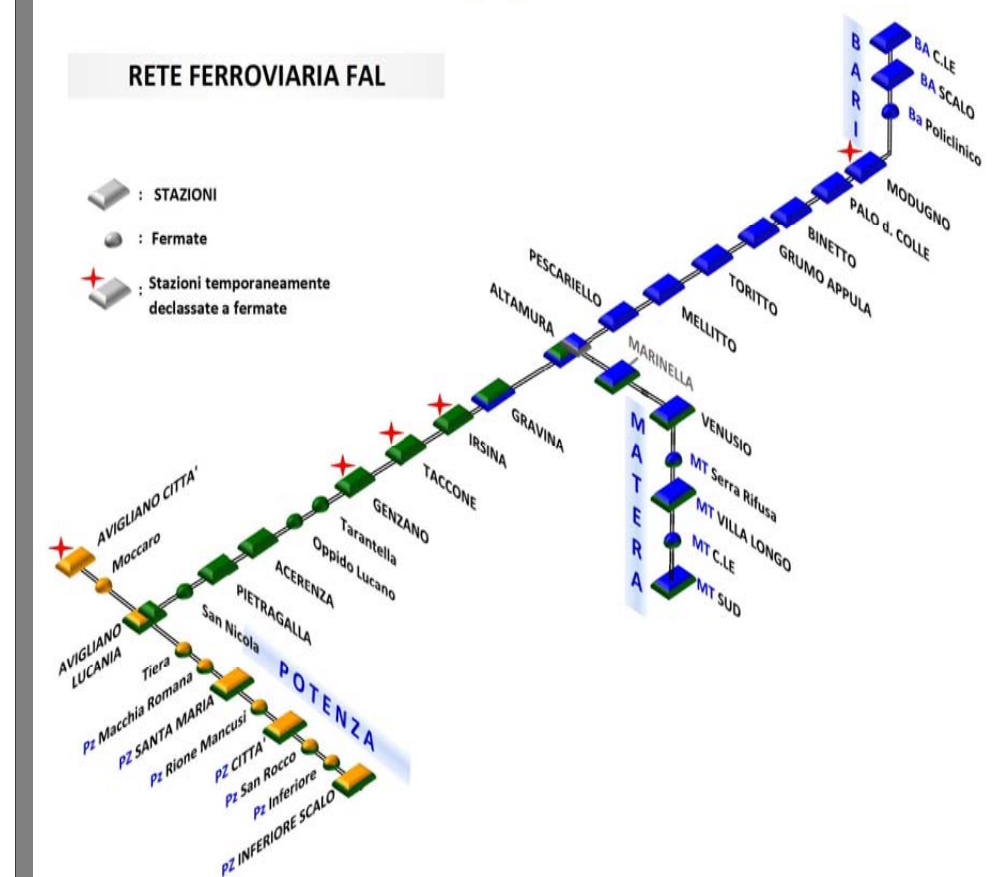 RETE FERROVIARIA FAL
: STAZIONI
: Fermate
: Stazioni temporaneamente
declassate a fermate
BARI
BA C.LE
BA SCALO
Ba Policlinico
MODUGNO
PALO d. COLLE
BINETTO
GRUMO APPULA
TORITTO
MELLITTO
PESCARIELLO
ALTAMURA
MARINELLA
VENUSIO
MATERA
MT Serra Rifusa
MT VILLA LONGO
MT C.LE
MT SUD
GRAVINA
IRSINA
TACCONE
GENZANO
Tarantella
Oppido Lucano
ACERENZA
PIETRAGALLA
San Nicola
AVIGLIANO CITTA'
Moccaro
AVIGLIANO
LUCANIA
POTENZA
Tiera
Pz Macchia Romana
PZ SANTA MARIA
Pz Rione Mancusi
PZ CITTA'
Pz San Rocco
Pz Inferiore
PZ INFERIORE SCALO